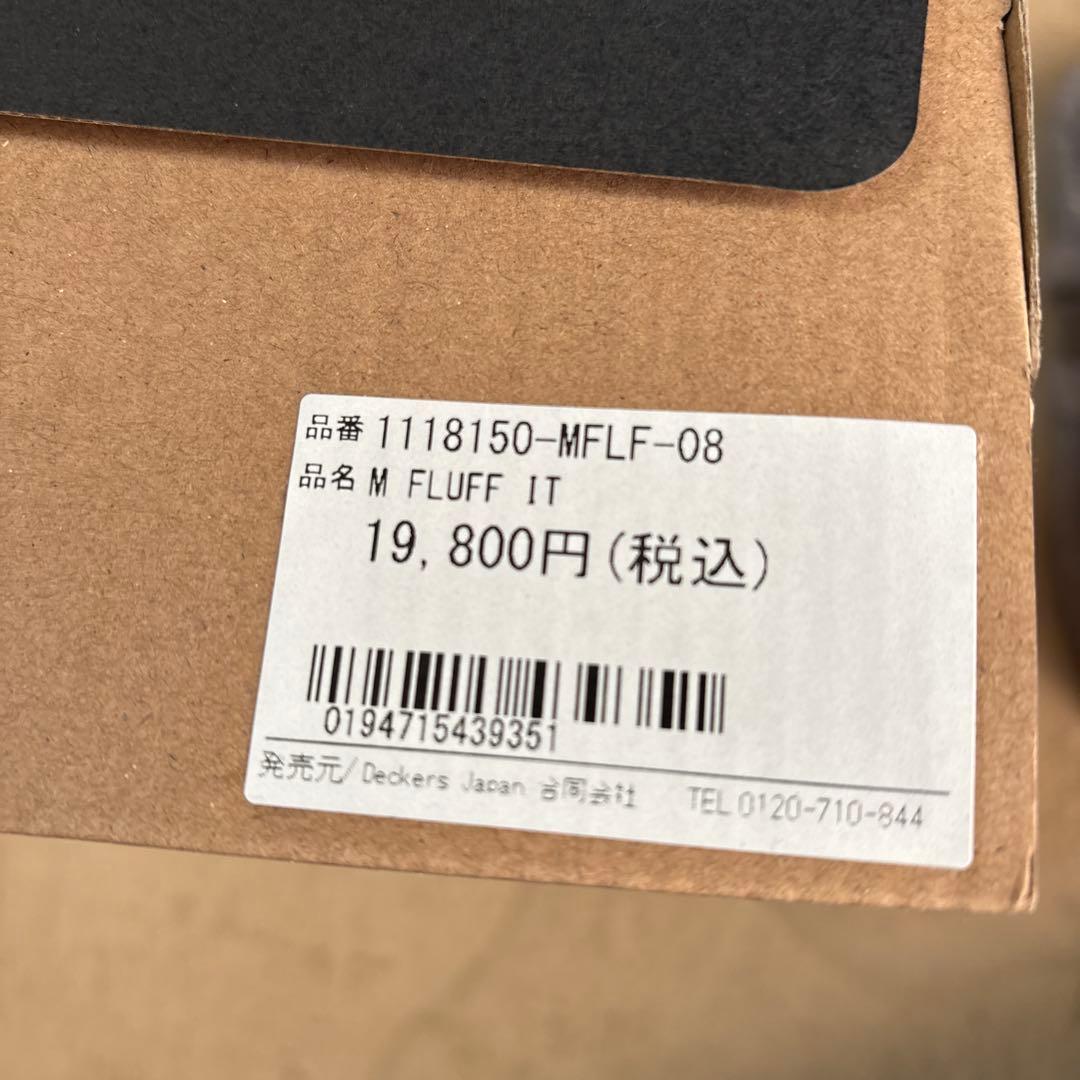 品番 1118150-MFLF-08
品名 M FLUFF IT
19,800円(税込)
0194715439351
発売元/Deckers Japan 合同会社 TEL 0120-710-844